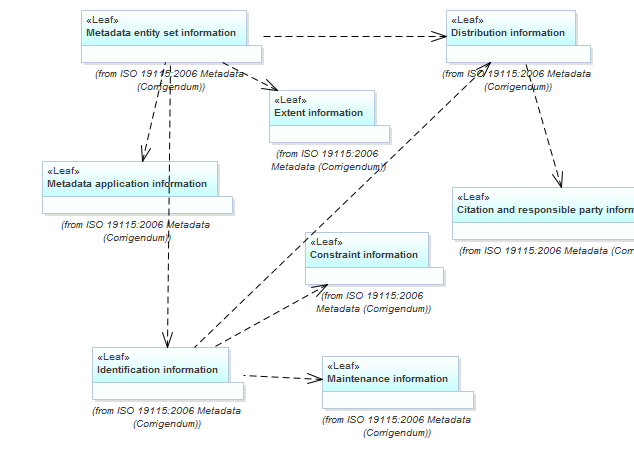 «Leaf»
Metadata entity set information
(from ISO 19115:2006 Metadata
(Corrigendum))
«Leaf»
Distribution information
(from ISO 19115:2006 Metadata
(Corrigendum))
«Leaf»
Extent information
(from ISO 19115:2006
Metadata (Corrigendum))
«Leaf»
Metadata application information
(from ISO 19115:2006 Metadata
(Corrigendum))
«Leaf»
Citation and responsible party inform
(from ISO 19115:2006 Metadata (Corr
«Leaf»
Constraint information
(from ISO 19115:2006
Metadata (Corrigendum))
«Leaf»
Identification information
(from ISO 19115:2006 Metadata
(Corrigendum))
«Leaf»
Maintenance information
(from ISO 19115:2006 Metadata
(Corrigendum))